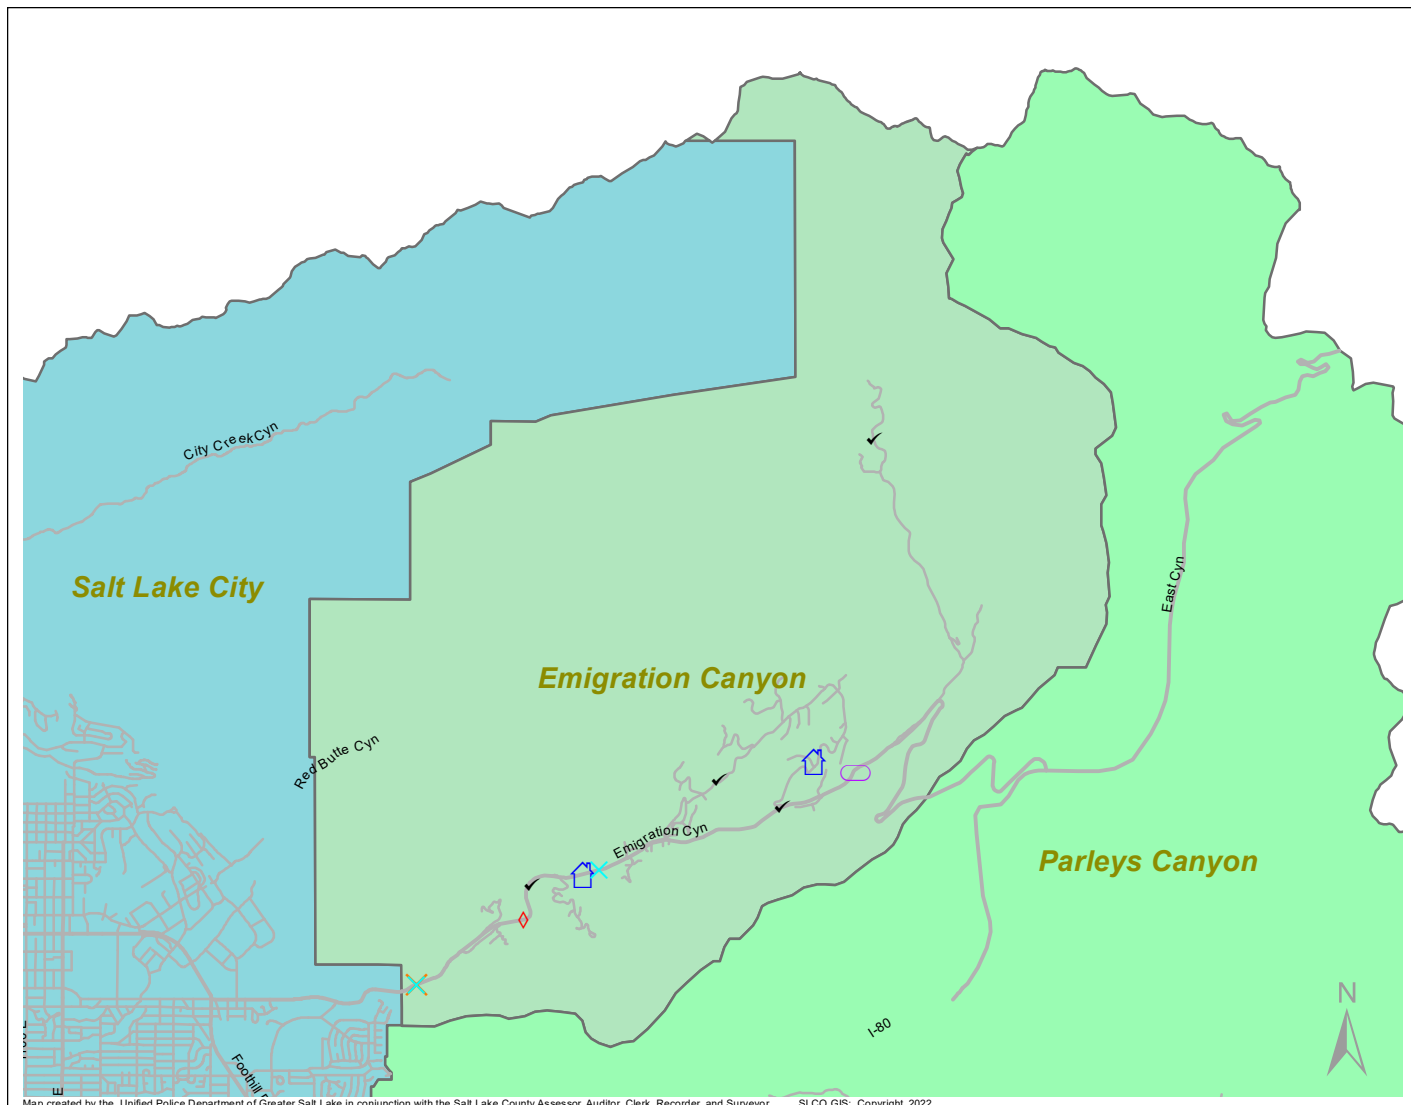 City CreekCyn
Salt Lake City
East Cyn
Emigration Canyon
Red Butte Cyn
Emigration Cyn
Parleys Canyon
N
I-80
Foothill
E
Map created by the Unified Police Department of Greater Salt Lake in conjunction with the Salt Lake County Assessor, Auditor, Clerk, Recorder, and Surveyor SLCO GIS: Copyright 2022